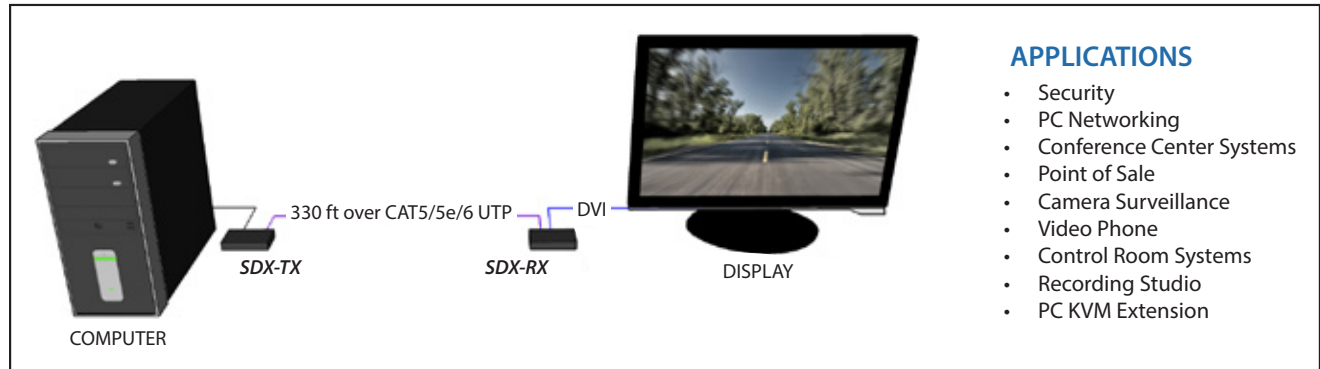 APPLICATIONS
• Security
• PC Networking
• Conference Center Systems
• Point of Sale
• Camera Surveillance
• Video Phone
• Control Room Systems
• Recording Studio
• PC KVM Extension
330 ft over CAT5/5e/6 UTP
DVI
SDX-TX
SDX-RX
DISPLAY
COMPUTER